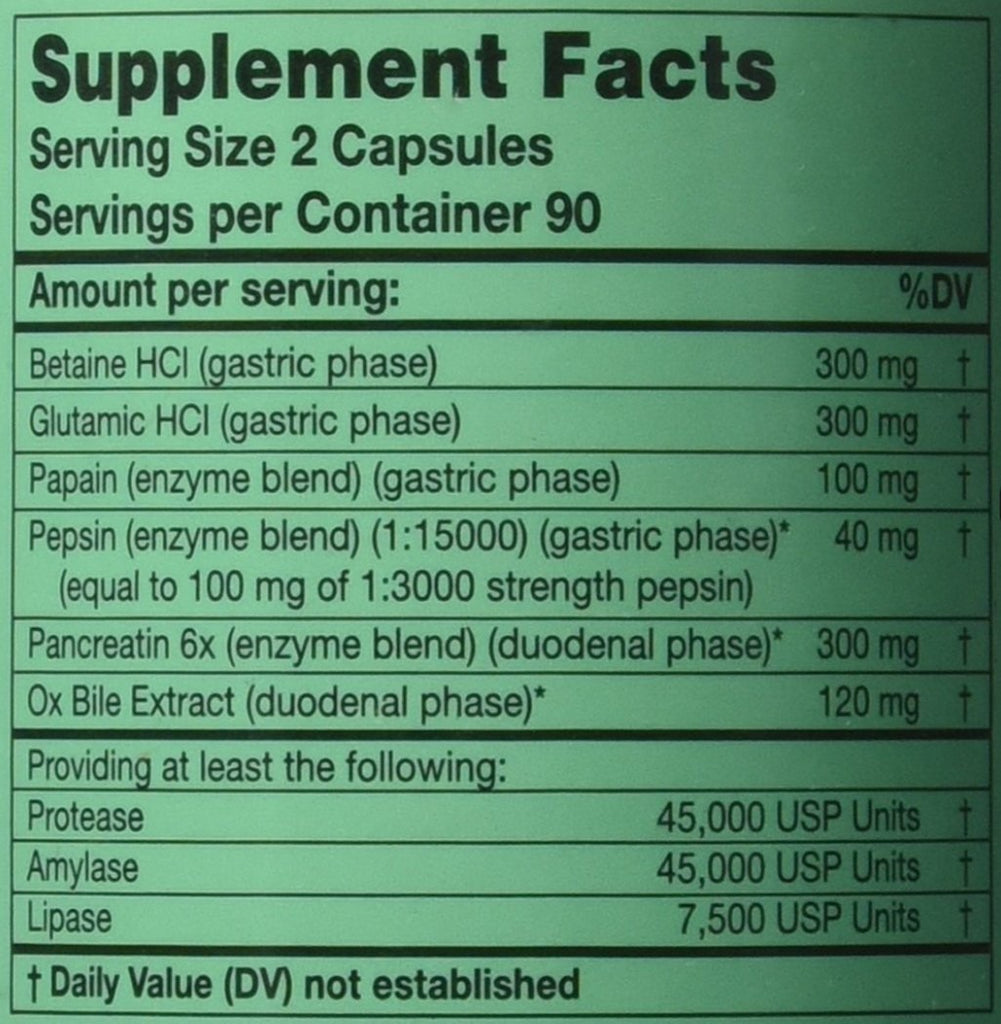 Supplement Facts
Serving Size 2 Capsules
Servings per Container 90
Amount per serving: %DV
Betaine HCl (gastric phase) 300 mg †
Glutamic HCl (gastric phase) 300 mg †
Papain (enzyme blend) (gastric phase) 100 mg †
Pepsin (enzyme blend) (1:15000) (gastric phase)* 40 mg †
(equal to 100 mg of 1:3000 strength pepsin)
Pancreatin 6x (enzyme blend) (duodenal phase)* 300 mg †
Ox Bile Extract (duodenal phase)* 120 mg †
Providing at least the following:
Protease 45,000 USP Units †
Amylase 45,000 USP Units †
Lipase 7,500 USP Units †
† Daily Value (DV) not established